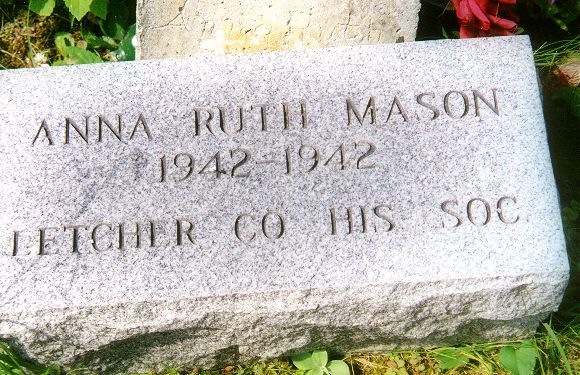 ANNA RUTH MASON
1942-1942
LETCHER CO HIS SOC